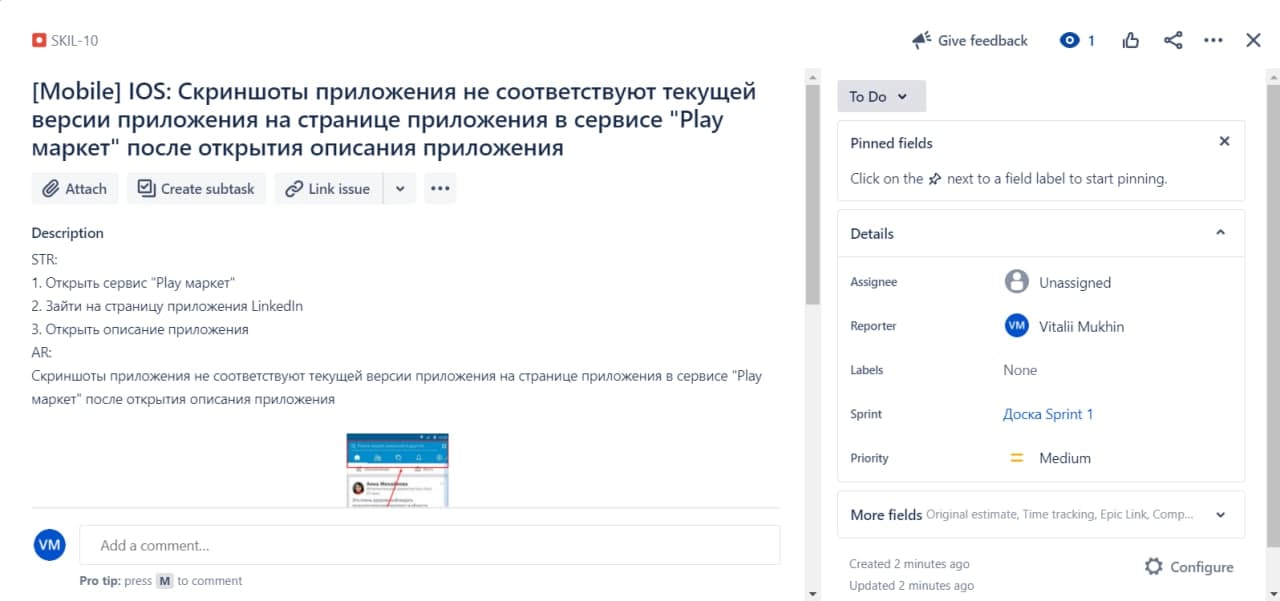 SKIL-10
Give feedback
1
[Mobile] IOS: Скриншоты приложения не соответствуют текущей
версии приложения на странице приложения в сервисе "Play
маркет" после открытия описания приложения
Attach
Create subtask
Link issue
Description
STR:
1. Открыть сервис "Play маркет"
2. Зайти на страницу приложения LinkedIn
3. Открыть описание приложения
AR:
Скриншоты приложения не соответствуют текущей версии приложения на странице приложения в сервисе "Play
маркет" после открытия описания приложения
VM
Add a comment...
Pro tip: press M to comment
To Do
Pinned fields
Click on the next to a field label to start pinning.
Details
Assignee
Unassigned
Reporter
VM Vitalii Mukhin
Labels
None
Sprint
Доска Sprint 1
Priority
Medium
More fields Original estimate, Time tracking, Epic Link, Comp...
Created 2 minutes ago
Configure
Updated 2 minutes ago